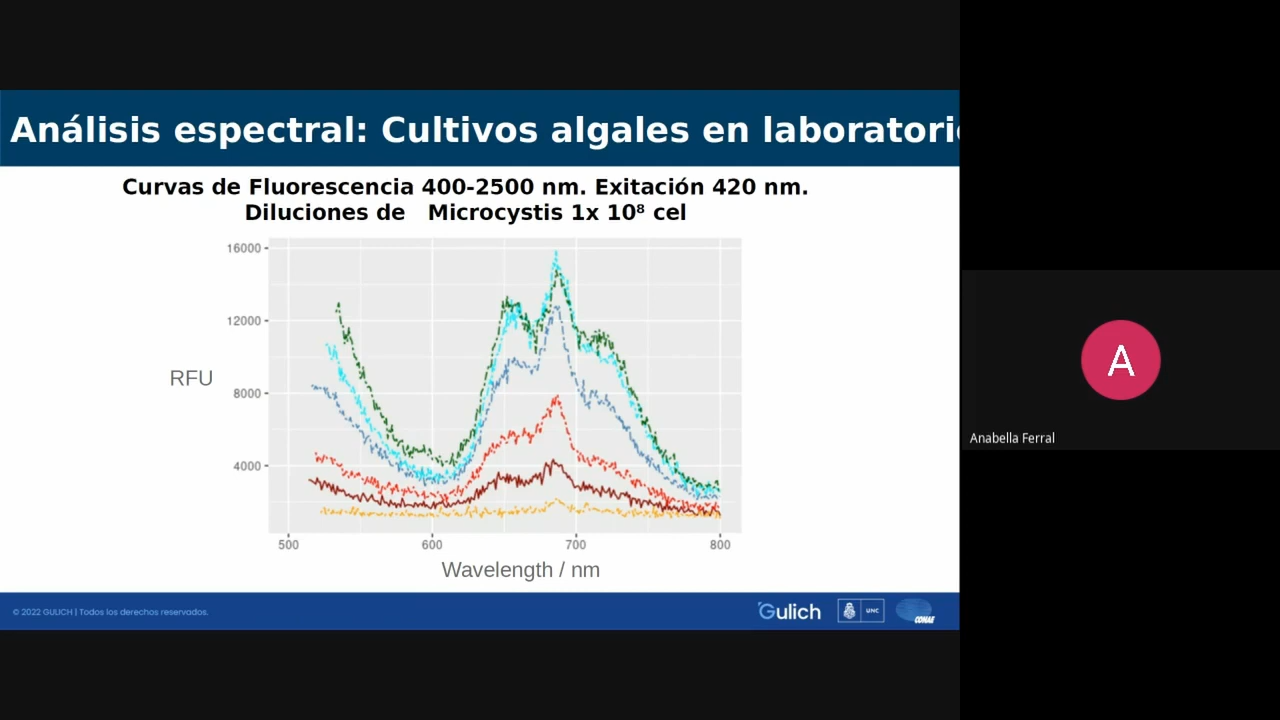 Análisis espectral: Cultivos algales en laboratori
Curvas de Fluorescencia 400-2500 nm. Exitación 420 nm.
Diluciones de Microcystis 1x 10⁸ cel
16000
12000
RFU
8000
4000
500 600 700 800
Wavelength / nm
A
Anabella Ferral
© 2022 GULICH | Todos los derechos reservados.
Gulich
UNC
CONAE